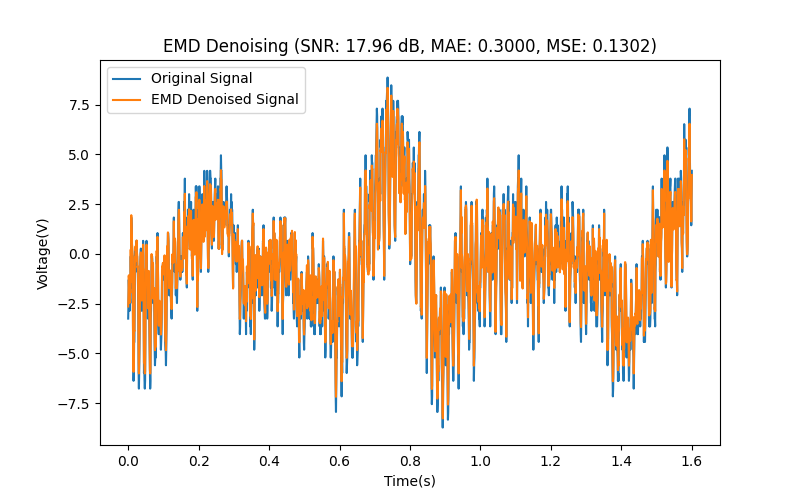 EMD Denoising (SNR: 17.96 dB, MAE: 0.3000, MSE: 0.1302)
Original Signal
EMD Denoised Signal
Voltage(V)
7.5
5.0
2.5
0.0
−2.5
−5.0
−7.5
0.0 0.2 0.4 0.6 0.8 1.0 1.2 1.4 1.6
Time(s)